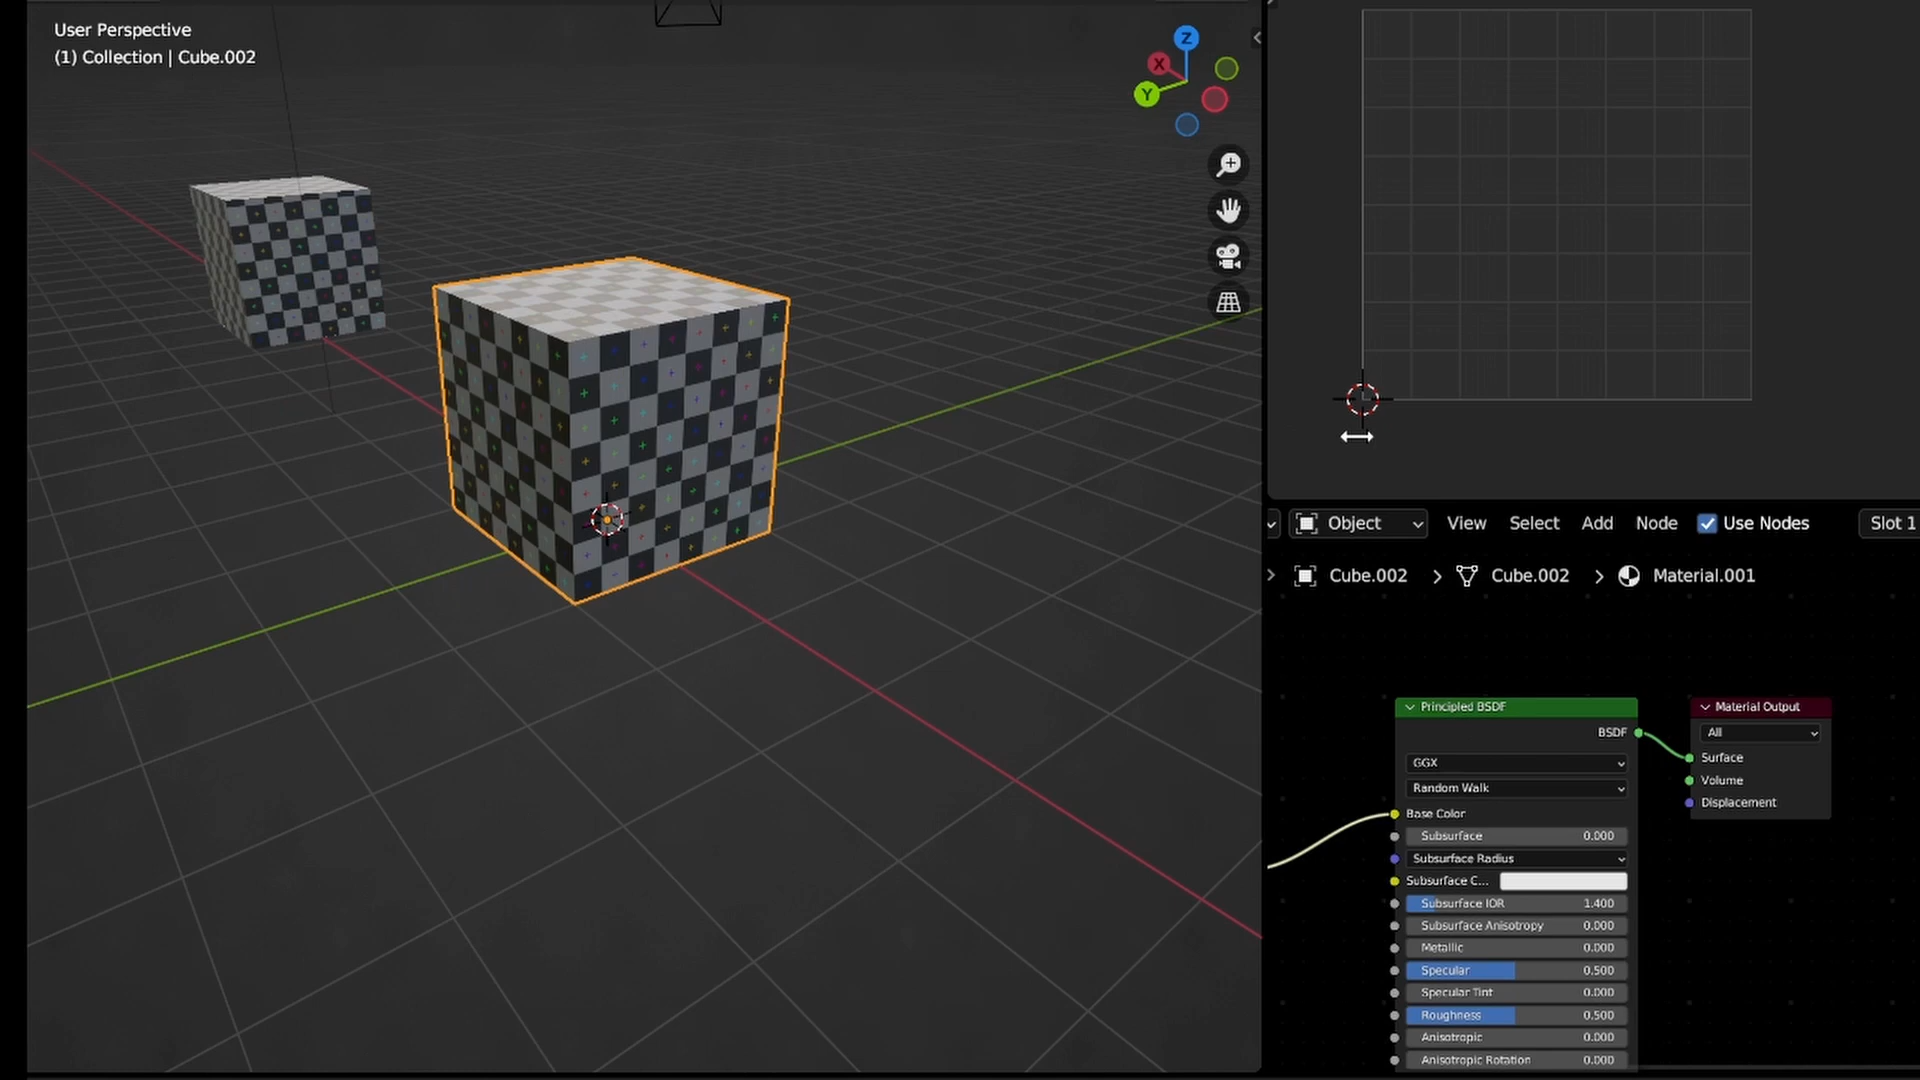 User Perspective
(1) Collection | Cube.002
Z
X
Y
Object View Select Add Node Use Nodes Slot 1
Cube.002 > Cube.002 > Material.001
Principled BSDF
BSDF
GGX
Random Walk
Base Color
Subsurface 0.000
Subsurface Radius
Subsurface C...
Subsurface IOR 1.400
Subsurface Anisotropy 0.000
Metallic 0.000
Specular 0.500
Specular Tint 0.000
Roughness 0.500
Anisotropic 0.000
Anisotropic Rotation 0.000
Material Output
All
Surface
Volume
Displacement